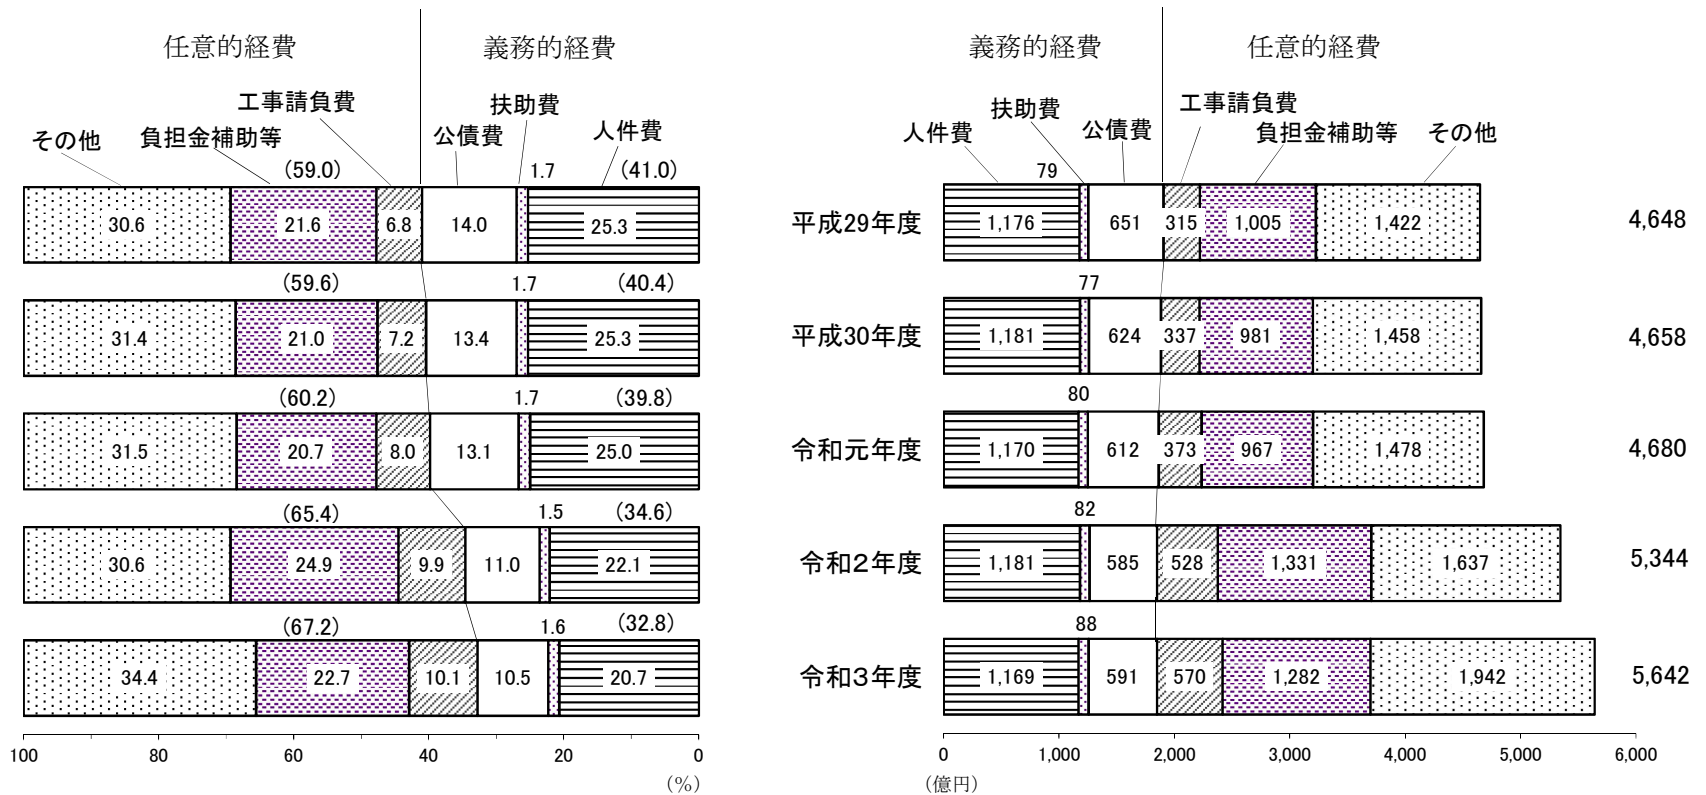 任意的経費 義務的経費
工事請負費 扶助費
その他 負担金補助等 公債費 人件費
(59.0) 1.7 (41.0)
30.6 21.6 6.8 14.0 25.3
(59.6) 1.7 (40.4)
31.4 21.0 7.2 13.4 25.3
(60.2) 1.7 (39.8)
31.5 20.7 8.0 13.1 25.0
(65.4) 1.5 (34.6)
30.6 24.9 9.9 11.0 22.1
(67.2) 1.6 (32.8)
34.4 22.7 10.1 10.5 20.7
100 80 60 40 20 0
(%)
義務的経費 任意的経費
扶助費 工事請負費
人件費 公債費 負担金補助等 その他
79
平成29年度 1,176 651 315 1,005 1,422 4,648
77
平成30年度 1,181 624 337 981 1,458 4,658
80
令和元年度 1,170 612 373 967 1,478 4,680
82
令和2年度 1,181 585 528 1,331 1,637 5,344
88
令和3年度 1,169 591 570 1,282 1,942 5,642
0 1,000 2,000 3,000 4,000 5,000 6,000
(億円)